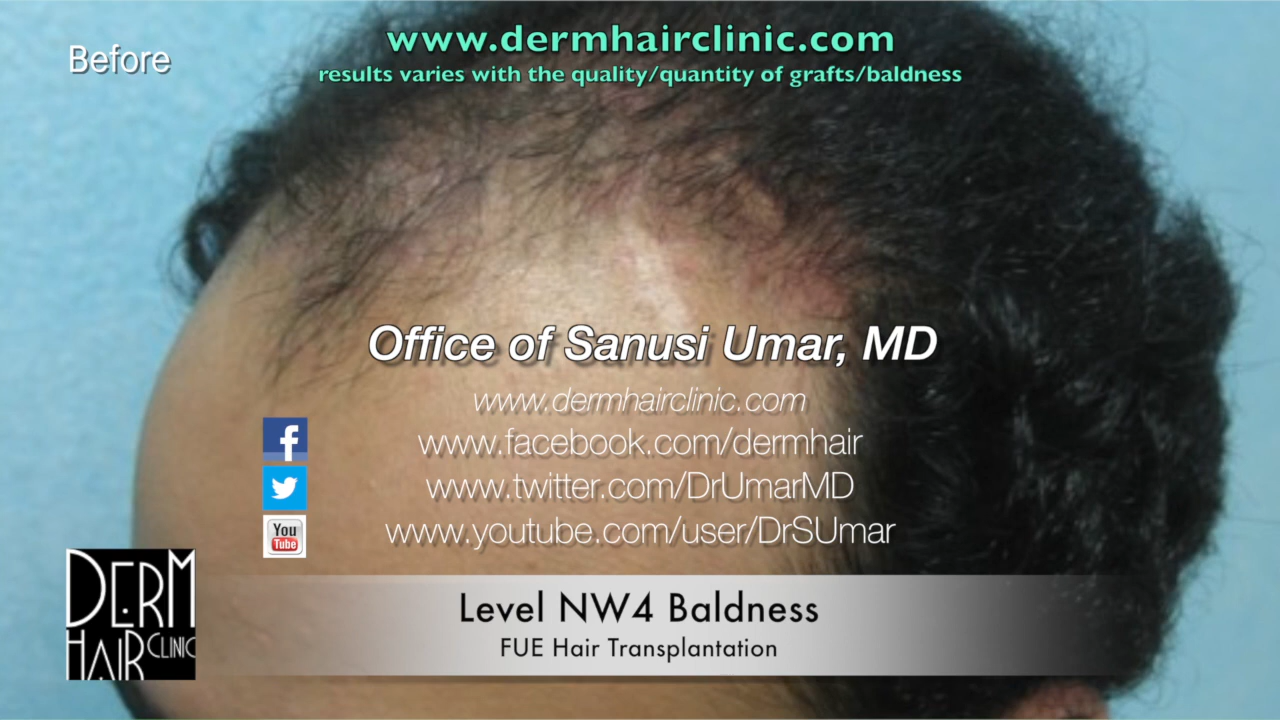 Before
www.dermhairclinic.com
results varies with the quality/quantity of grafts/baldness
Office of Sanusi Umar, MD
www.dermhairclinic.com
f
www.facebook.com/dermhair
www.twitter.com/DrUmarMD
You
Tube
www.youtube.com/user/DrSUmar
DERM
HAIR CLINIC
Level NW4 Baldness
FUE Hair Transplantation